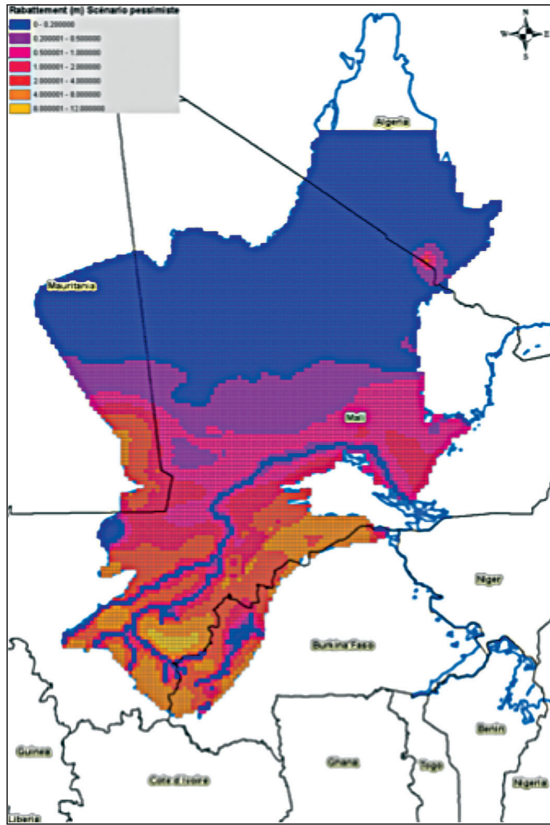 Rabattement (m) Scénario pessimiste
0 - 0.200000
0.200001 - 0.500000
0.500001 - 1.000000
1.000001 - 2.000000
2.000001 - 4.000000
4.000001 - 8.000000
8.000001 - 12.000000
N
W E
S
Algeria
Mauritania
Mali
Niger
Burkina Faso
Benin
Guinea
Ghana
Togo
Cote d'Ivoire
Nigeria
Liberia